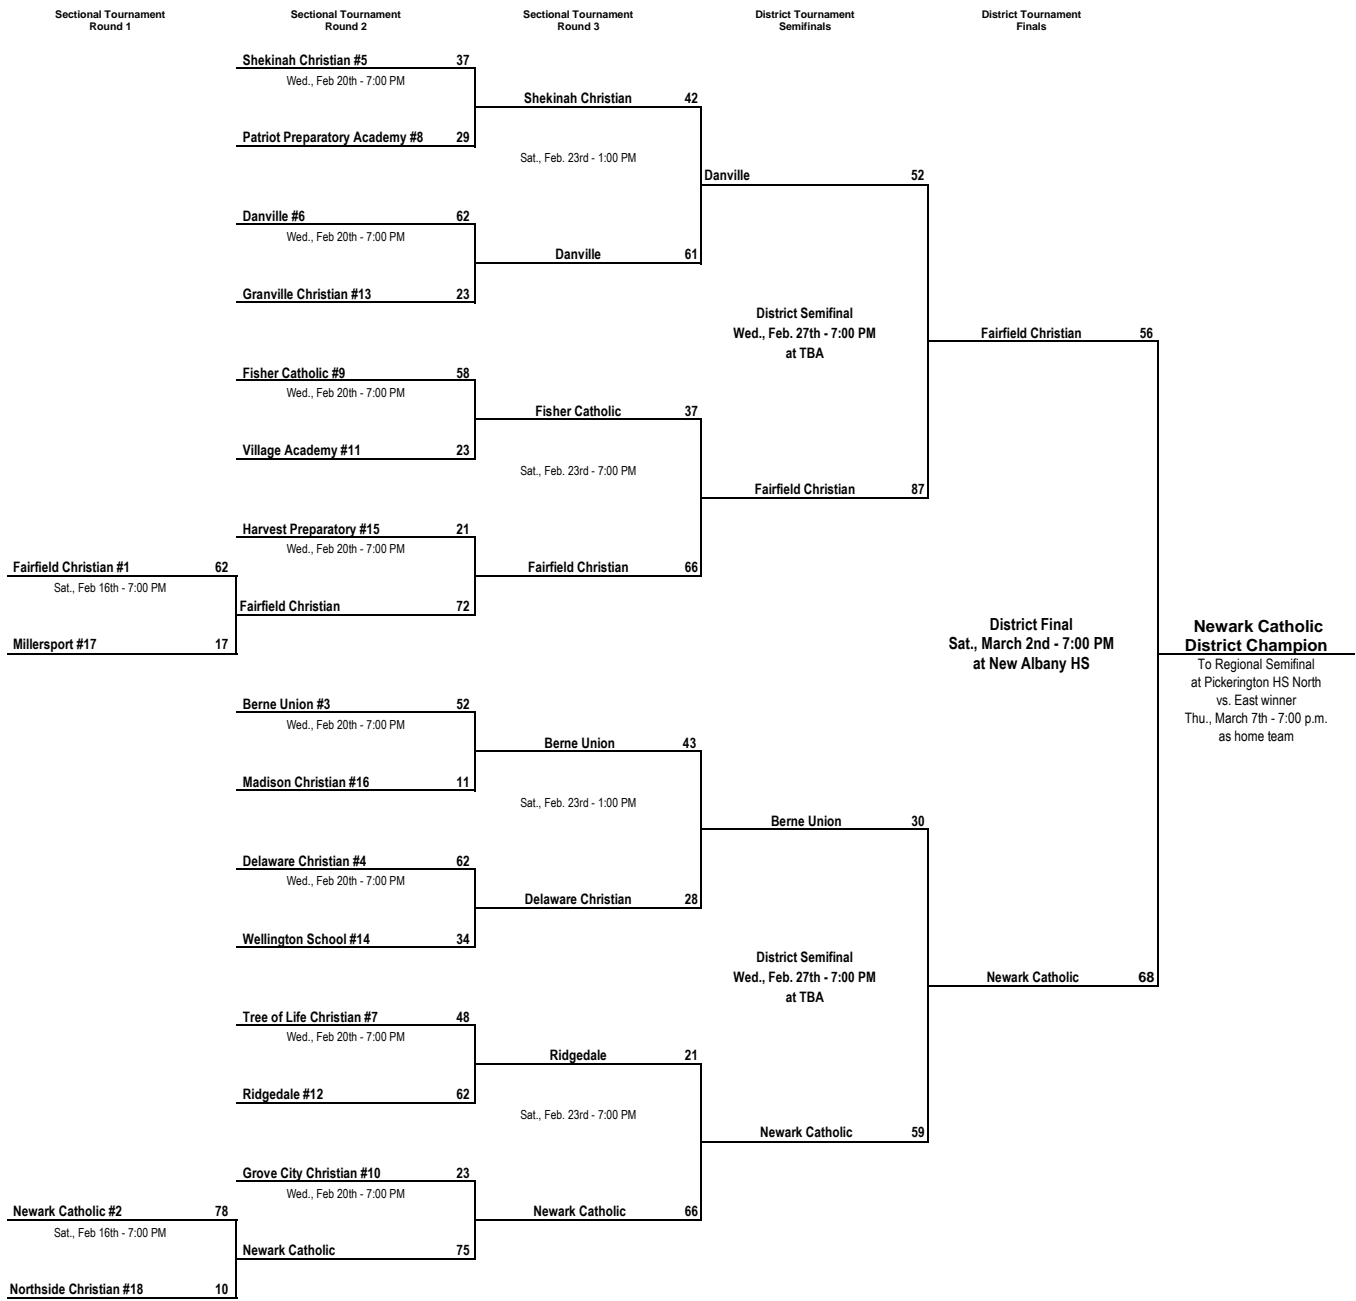 Sectional Tournament
Round 1
Sectional Tournament
Round 2
Sectional Tournament
Round 3
District Tournament
Semifinals
District Tournament
Finals
Shekinah Christian #5 37
Wed., Feb 20th - 7:00 PM
Shekinah Christian 42
Patriot Preparatory Academy #8 29
Sat., Feb. 23rd - 1:00 PM
Danville 52
Danville #6 62
Wed., Feb 20th - 7:00 PM
Danville 61
Granville Christian #13 23
District Semifinal
Wed., Feb. 27th - 7:00 PM
at TBA
Fairfield Christian 56
Fisher Catholic #9 58
Wed., Feb 20th - 7:00 PM
Fisher Catholic 37
Village Academy #11 23
Sat., Feb. 23rd - 7:00 PM
Fairfield Christian 87
Harvest Preparatory #15 21
Wed., Feb 20th - 7:00 PM
Fairfield Christian #1 62
Fairfield Christian 66
Sat., Feb 16th - 7:00 PM
Fairfield Christian 72
Millersport #17 17
District Final
Sat., March 2nd - 7:00 PM
at New Albany HS
Newark Catholic
District Champion
To Regional Semifinal
at Pickerington HS North
vs. East winner
Thu., March 7th - 7:00 p.m.
as home team
Berne Union #3 52
Wed., Feb 20th - 7:00 PM
Berne Union 43
Madison Christian #16 11
Sat., Feb. 23rd - 1:00 PM
Berne Union 30
Delaware Christian #4 62
Wed., Feb 20th - 7:00 PM
Delaware Christian 28
Wellington School #14 34
District Semifinal
Wed., Feb. 27th - 7:00 PM
at TBA
Newark Catholic 68
Tree of Life Christian #7 48
Wed., Feb 20th - 7:00 PM
Ridgedale 21
Ridgedale #12 62
Sat., Feb. 23rd - 7:00 PM
Newark Catholic 59
Grove City Christian #10 23
Wed., Feb 20th - 7:00 PM
Newark Catholic #2 78
Newark Catholic 66
Sat., Feb 16th - 7:00 PM
Newark Catholic 75
Northside Christian #18 10